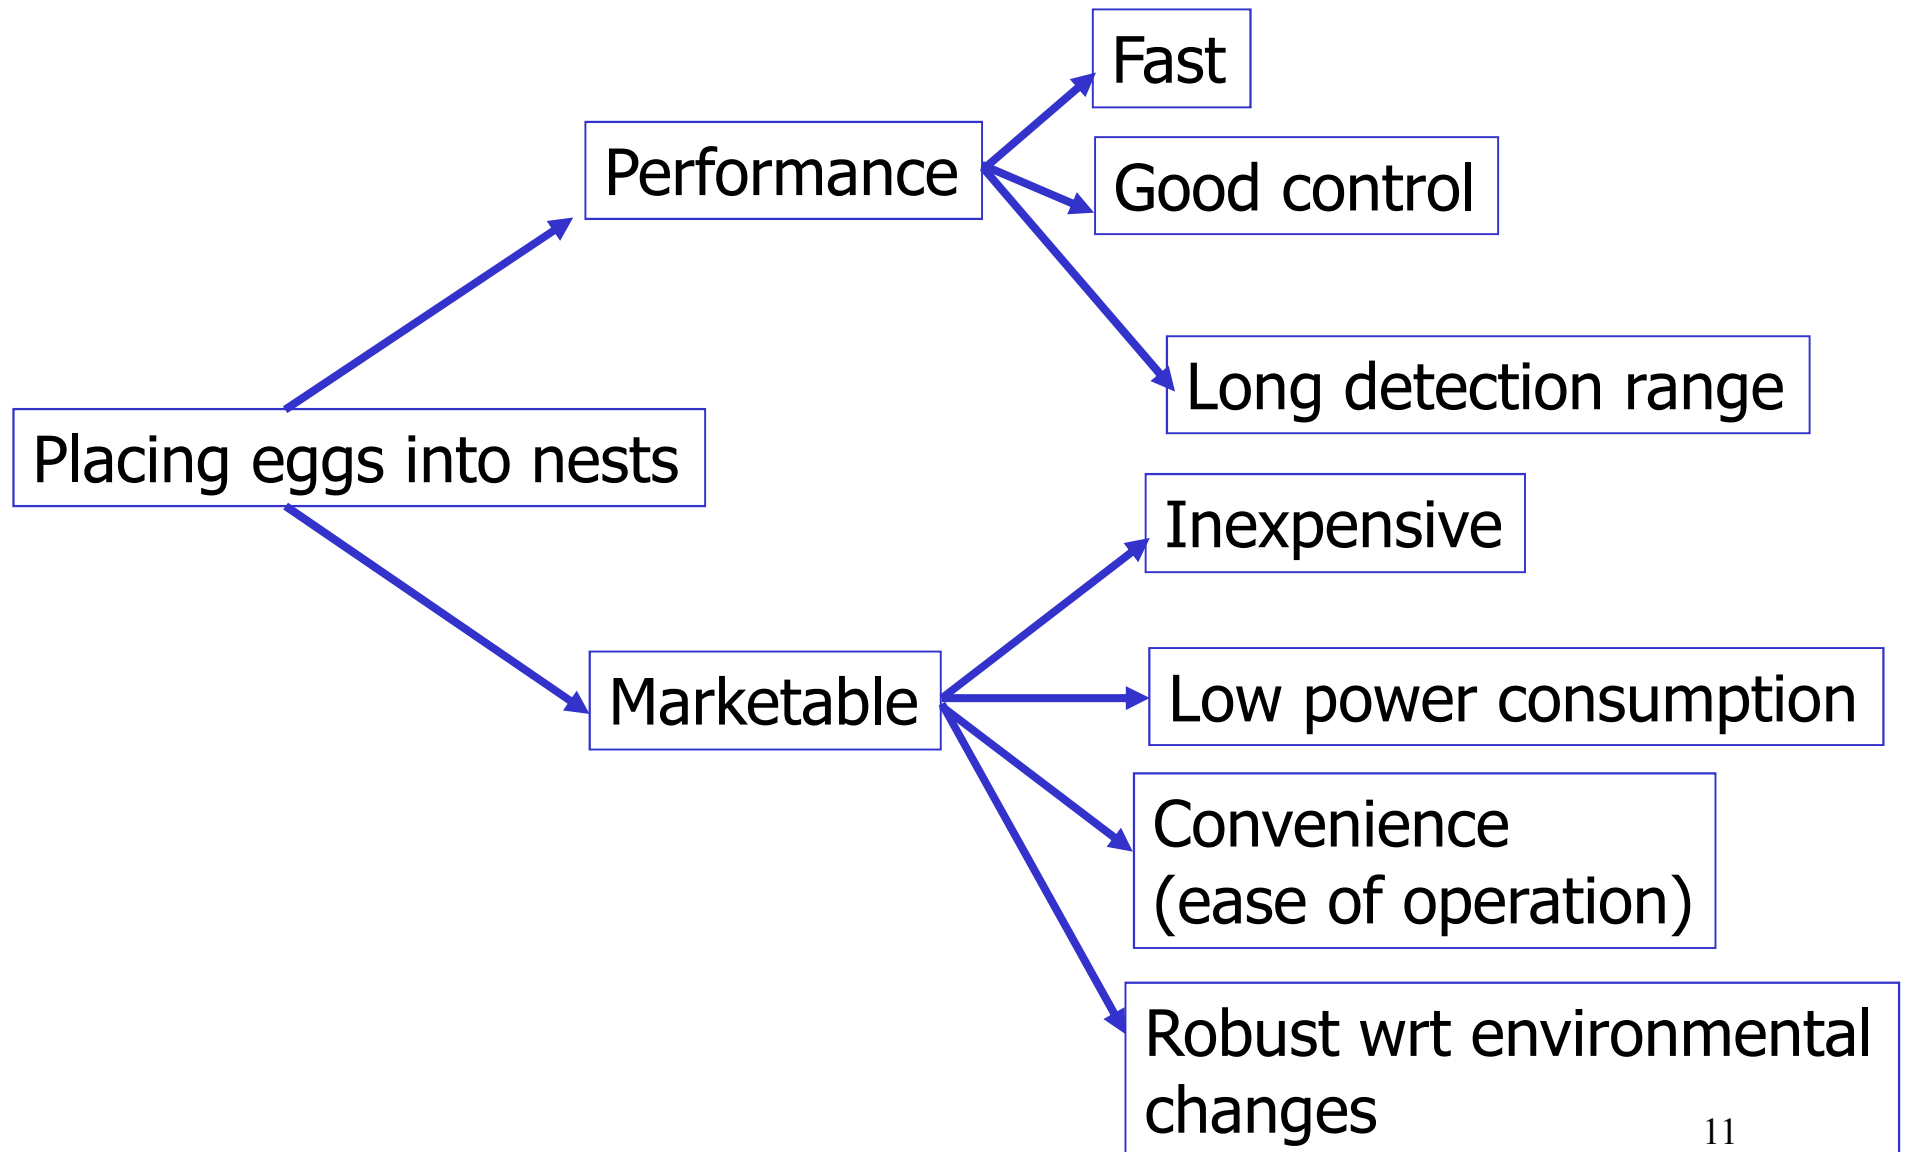 Fast
Performance
Good control
Long detection range
Placing eggs into nests
Inexpensive
Marketable
Low power consumption
Convenience
(ease of operation)
Robust wrt environmental
changes
11